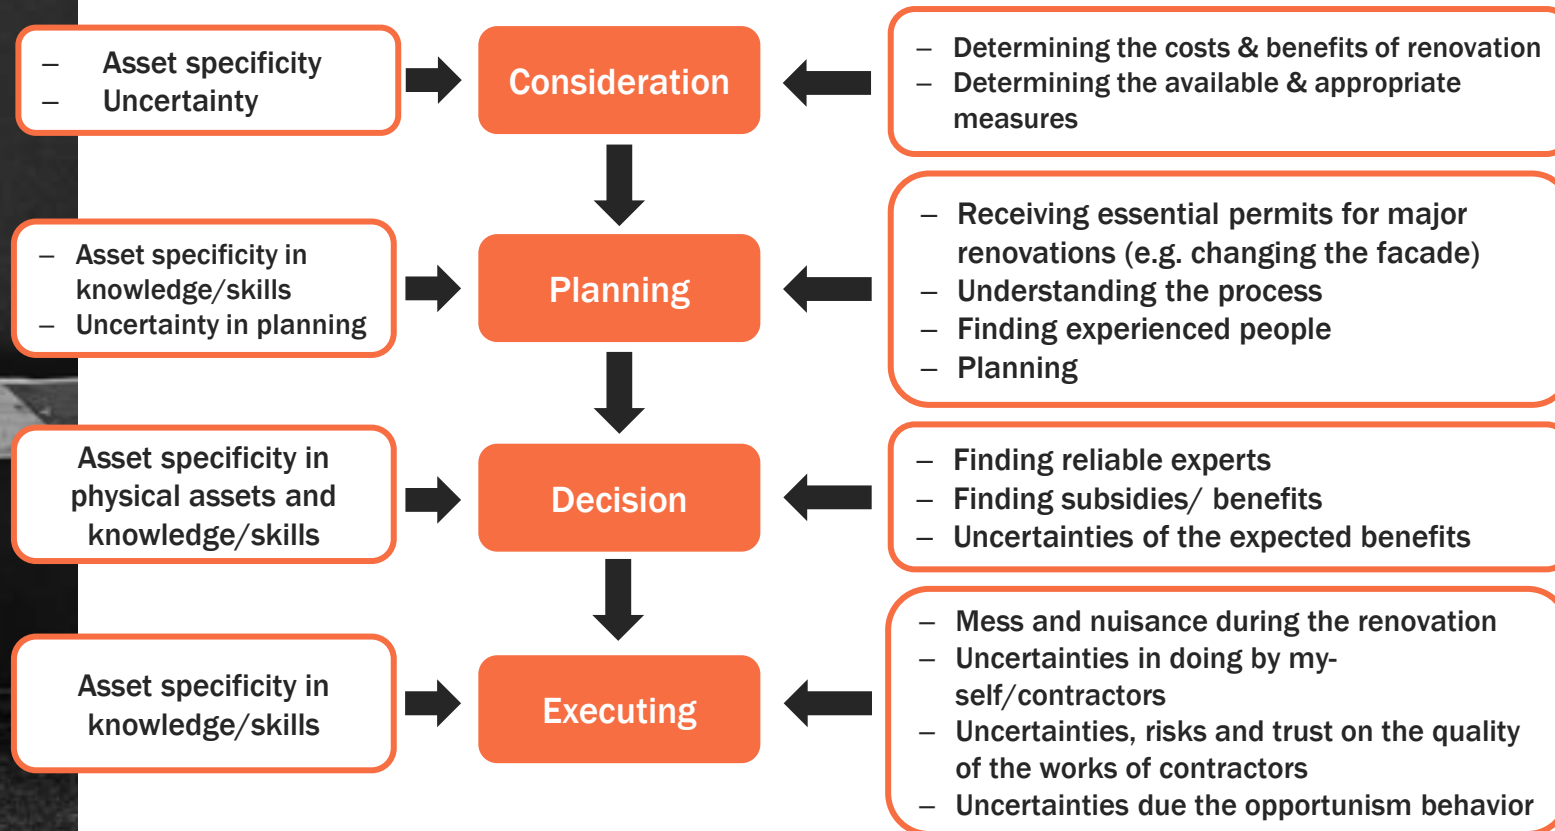 – Asset specificity
– Uncertainty
Consideration
– Determining the costs & benefits of renovation
– Determining the available & appropriate
measures
– Asset specificity in
knowledge/skills
– Uncertainty in planning
Planning
– Receiving essential permits for major
renovations (e.g. changing the facade)
– Understanding the process
– Finding experienced people
– Planning
Asset specificity in
physical assets and
knowledge/skills
Decision
– Finding reliable experts
– Finding subsidies/ benefits
– Uncertainties of the expected benefits
Asset specificity in
knowledge/skills
Executing
– Mess and nuisance during the renovation
– Uncertainties in doing by my-
self/contractors
– Uncertainties, risks and trust on the quality
of the works of contractors
– Uncertainties due the opportunism behavior